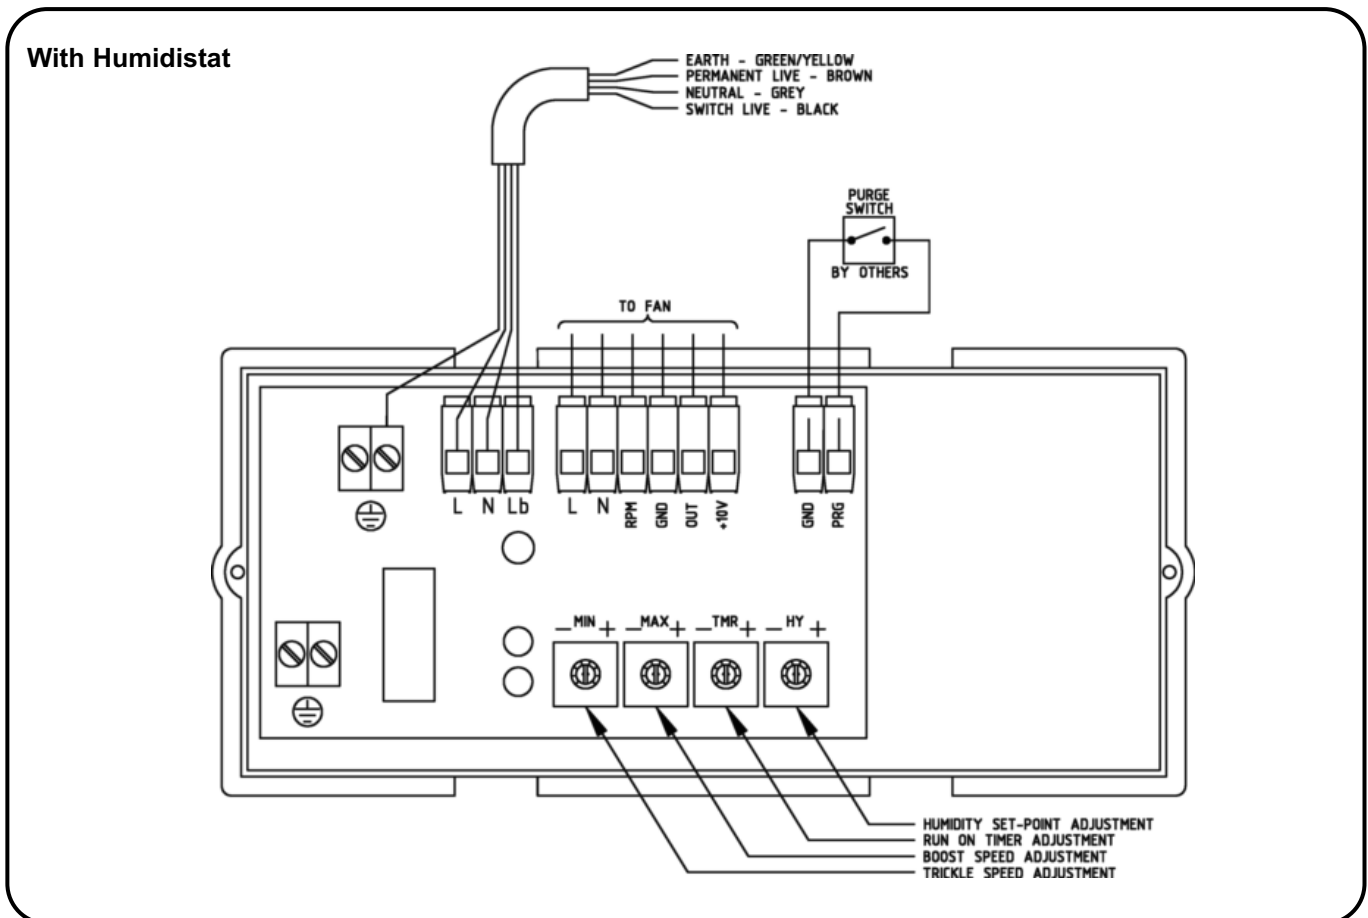 With Humidistat
EARTH - GREEN/YELLOW
PERMANENT LIVE - BROWN
NEUTRAL - GREY
SWITCH LIVE - BLACK
PURGE
SWITCH
BY OTHERS
TO FAN
L N Lb L N RPM GND OUT +10V GND PRG
– MIN + – MAX + – TMR + – HY +
HUMIDITY SET-POINT ADJUSTMENT
RUN ON TIMER ADJUSTMENT
BOOST SPEED ADJUSTMENT
TRICKLE SPEED ADJUSTMENT